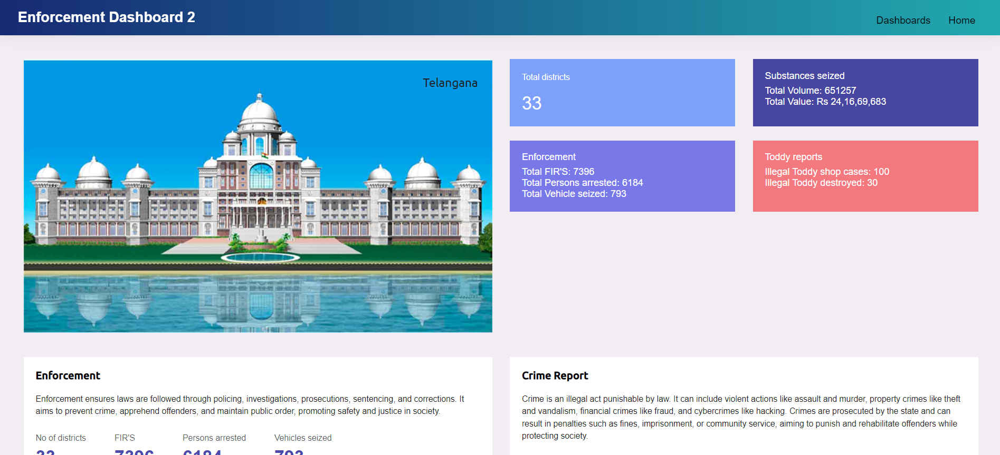 Enforcement Dashboard 2
Dashboards
Home
Telangana
Total districts
33
Substances seized
Total Volume: 651257
Total Value: Rs 24,16,69,683
Enforcement
Total FIR'S: 7396
Total Persons arrested: 6184
Total Vehicle seized: 793
Toddy reports
Illegal Toddy shop cases: 100
Illegal Toddy destroyed: 30
Enforcement
Enforcement ensures laws are followed through policing, investigations, prosecutions, sentencing, and corrections. It
aims to prevent crime, apprehend offenders, and maintain public order, promoting safety and justice in society.
No of districts
33
FIR'S
7396
Persons arrested
6184
Vehicles seized
793
Crime Report
Crime is an illegal act punishable by law. It can include violent actions like assault and murder, property crimes like theft
and vandalism, financial crimes like fraud, and cybercrimes like hacking. Crimes are prosecuted by the state and can
result in penalties such as fines, imprisonment, or community service, aiming to punish and rehabilitate offenders while
protecting society.